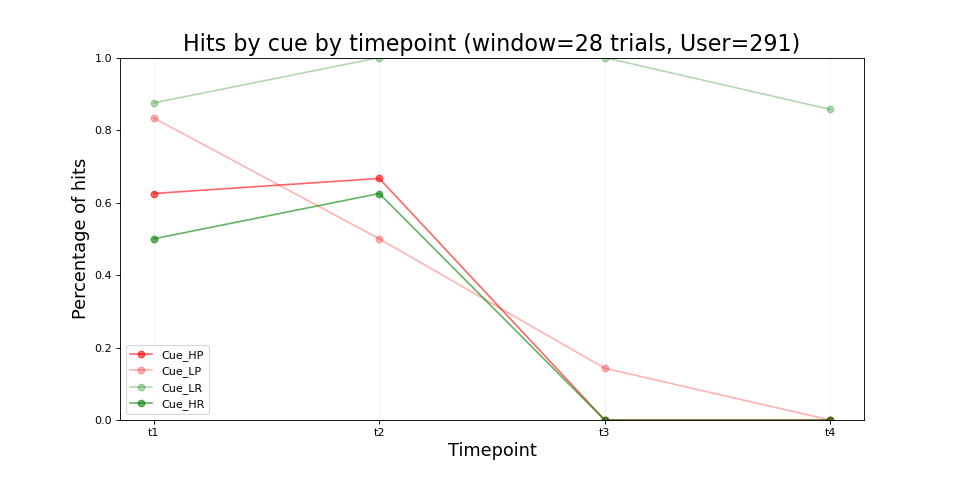 Hits by cue by timepoint (window=28 trials, User=291)
Percentage of hits
1.0
0.8
0.6
0.4
0.2
0.0
Cue_HP
Cue_LP
Cue_LR
Cue_HR
t1 t2 t3 t4
Timepoint